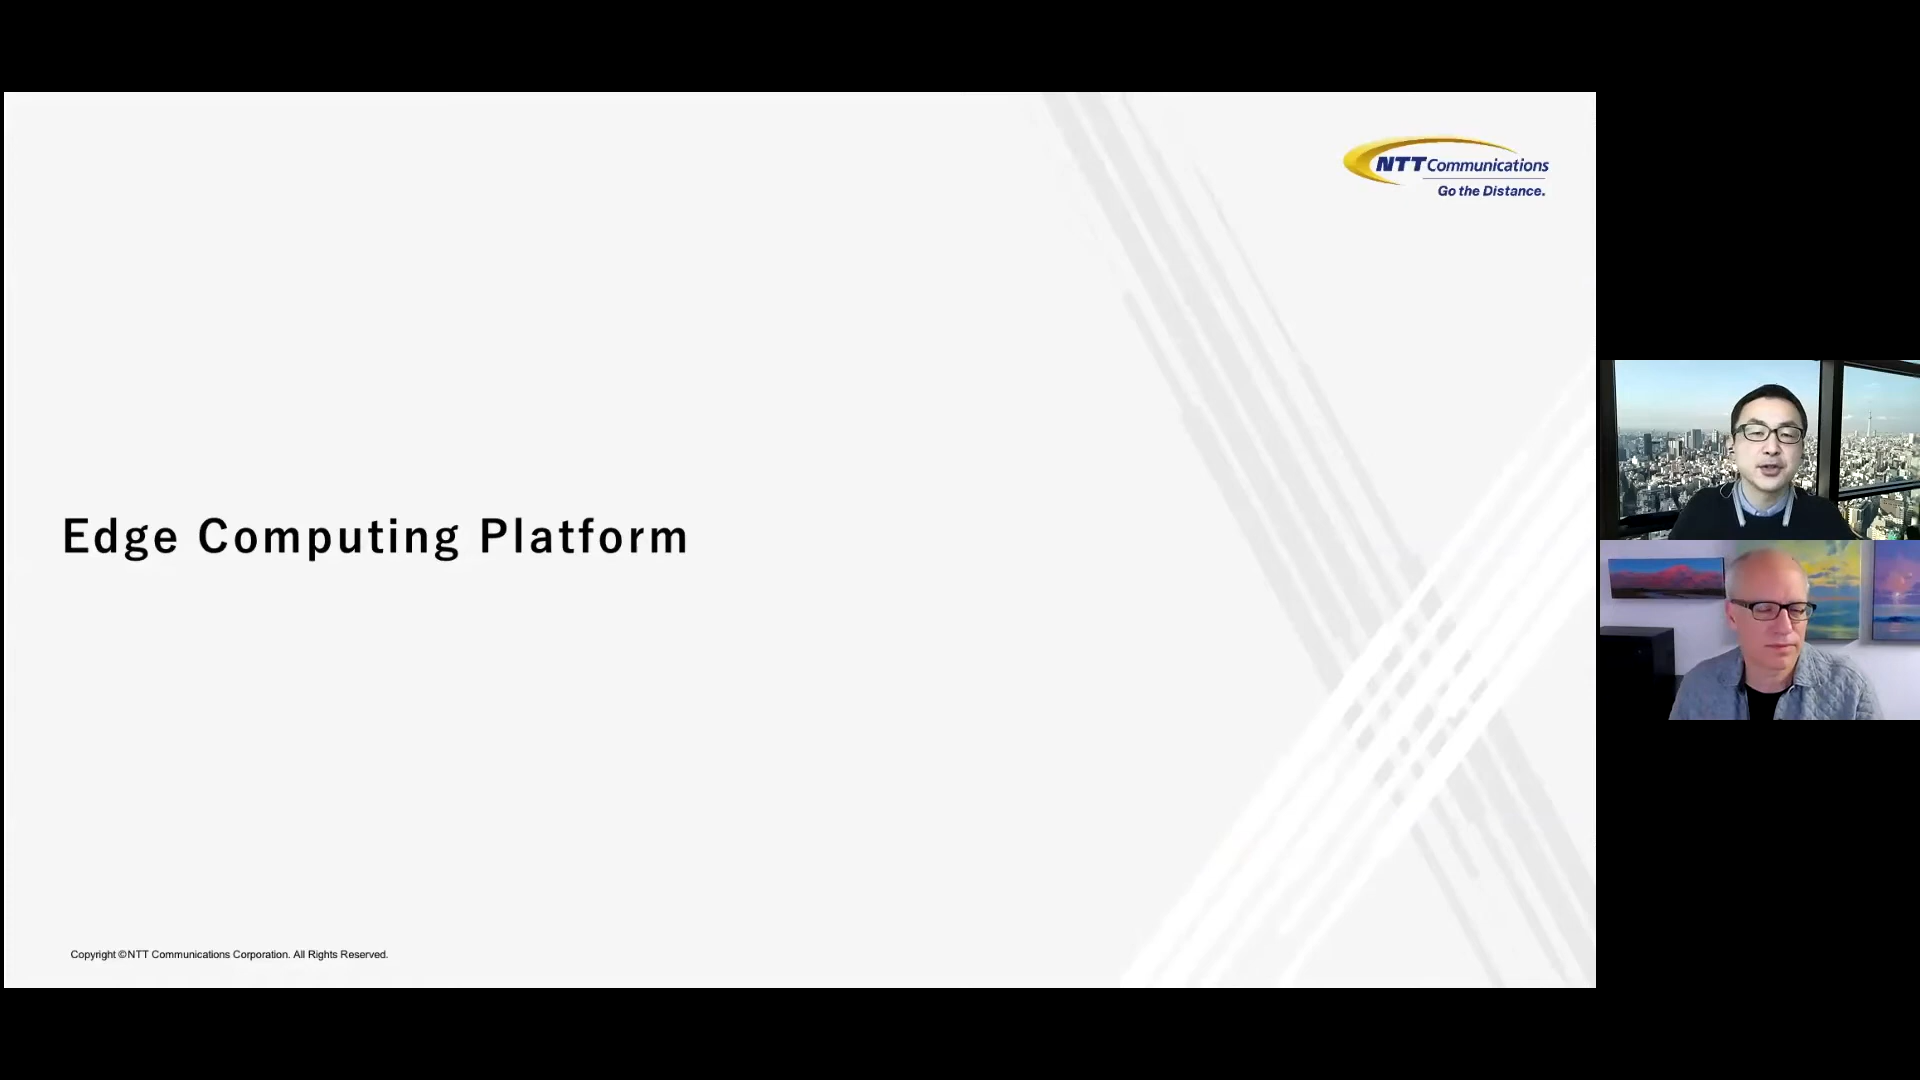 NTT Communications
Go the Distance.
Edge Computing Platform
Copyright ©NTT Communications Corporation. All Rights Reserved.